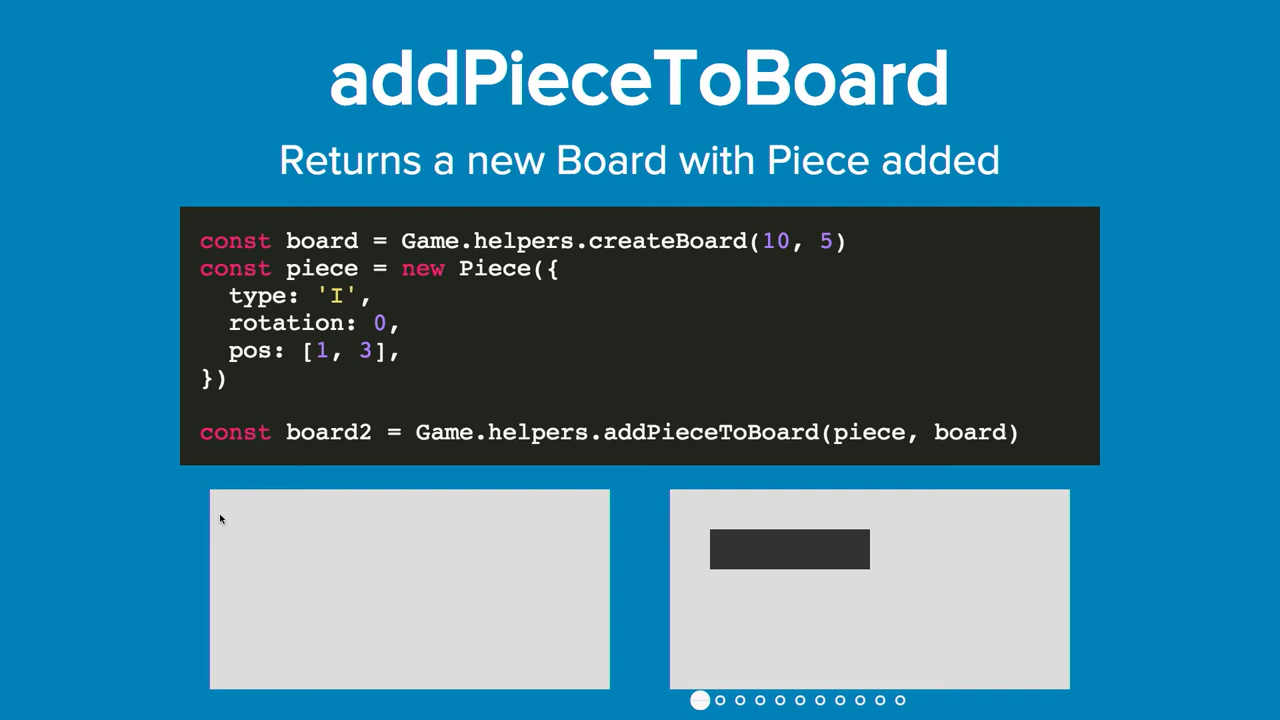 addPieceToBoard
Returns a new Board with Piece added
const board = Game.helpers.createBoard(10, 5)
const piece = new Piece({
  type: 'I',
  rotation: 0,
  pos: [1, 3],
})
const board2 = Game.helpers.addPieceToBoard(piece, board)